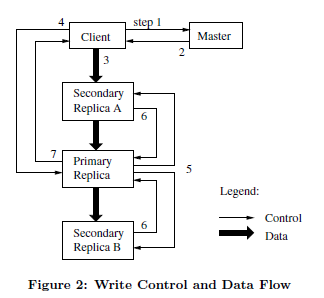 4
step 1
Client
Master
2
3
Secondary
Replica A
6
7
Primary
Replica
5
Legend:
Control
Data
6
Secondary
Replica B
Figure 2: Write Control and Data Flow